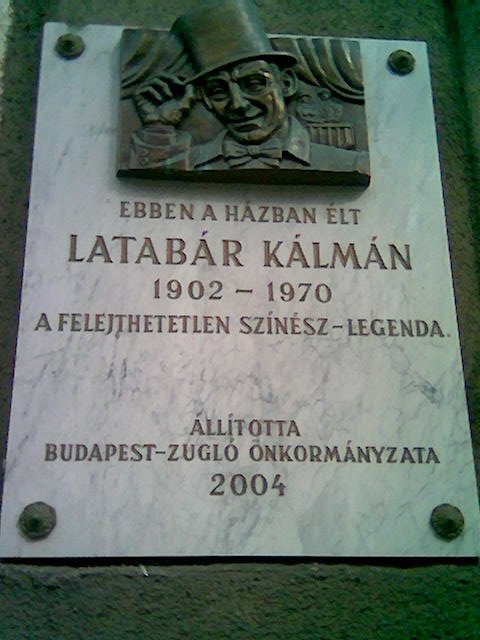 EBBEN A HÁZBAN ÉLT
LATABÁR KÁLMÁN
1902 – 1970
A FELEJTHETETLEN SZÍNÉSZ-LEGENDA.
ÁLLÍTOTTA
BUDAPEST-ZUGLÓ ÖNKORMÁNYZATA
2004